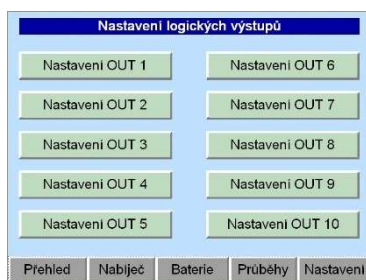 Nastavení logických výstupů
Nastavení OUT 1
Nastavení OUT 2
Nastavení OUT 3
Nastavení OUT 4
Nastavení OUT 5
Nastavení OUT 6
Nastavení OUT 7
Nastavení OUT 8
Nastavení OUT 9
Nastavení OUT 10
Přehled Nabíječ Baterie Průběhy Nastavení